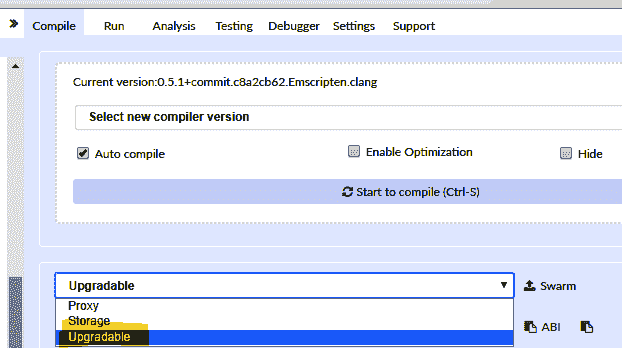 » Compile Run Analysis Testing Debugger Settings Support
Current version:0.5.1+commit.c8a2cb62.Emscripten.clang
Select new compiler version
Auto compile Enable Optimization Hide
Start to compile (Ctrl-S)
Upgradable Swarm
Proxy
Storage
ABI
Upgradable